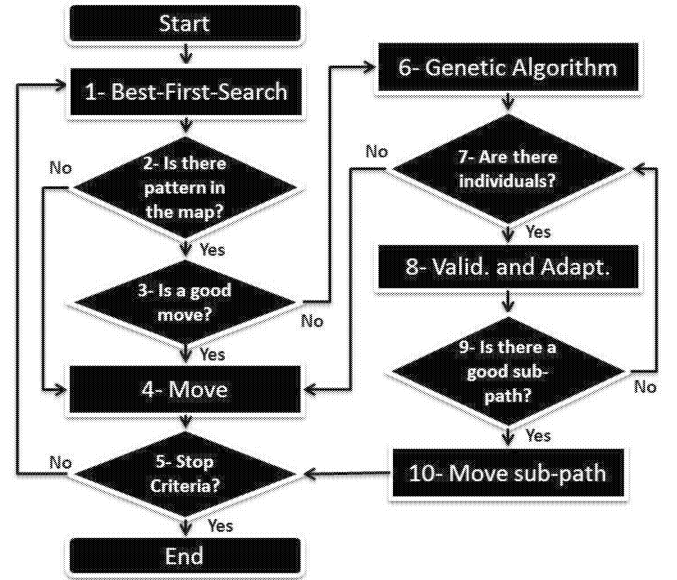 Start
1- Best-First-Search
No
2- Is there
pattern in
the map?
Yes
3- Is a good
move?
No
Yes
4- Move
No
5- Stop
Criteria?
Yes
End
6- Genetic Algorithm
No
7- Are there
individuals?
Yes
8- Valid. and Adapt.
9- Is there a
good sub-
path?
No
Yes
10- Move sub-path